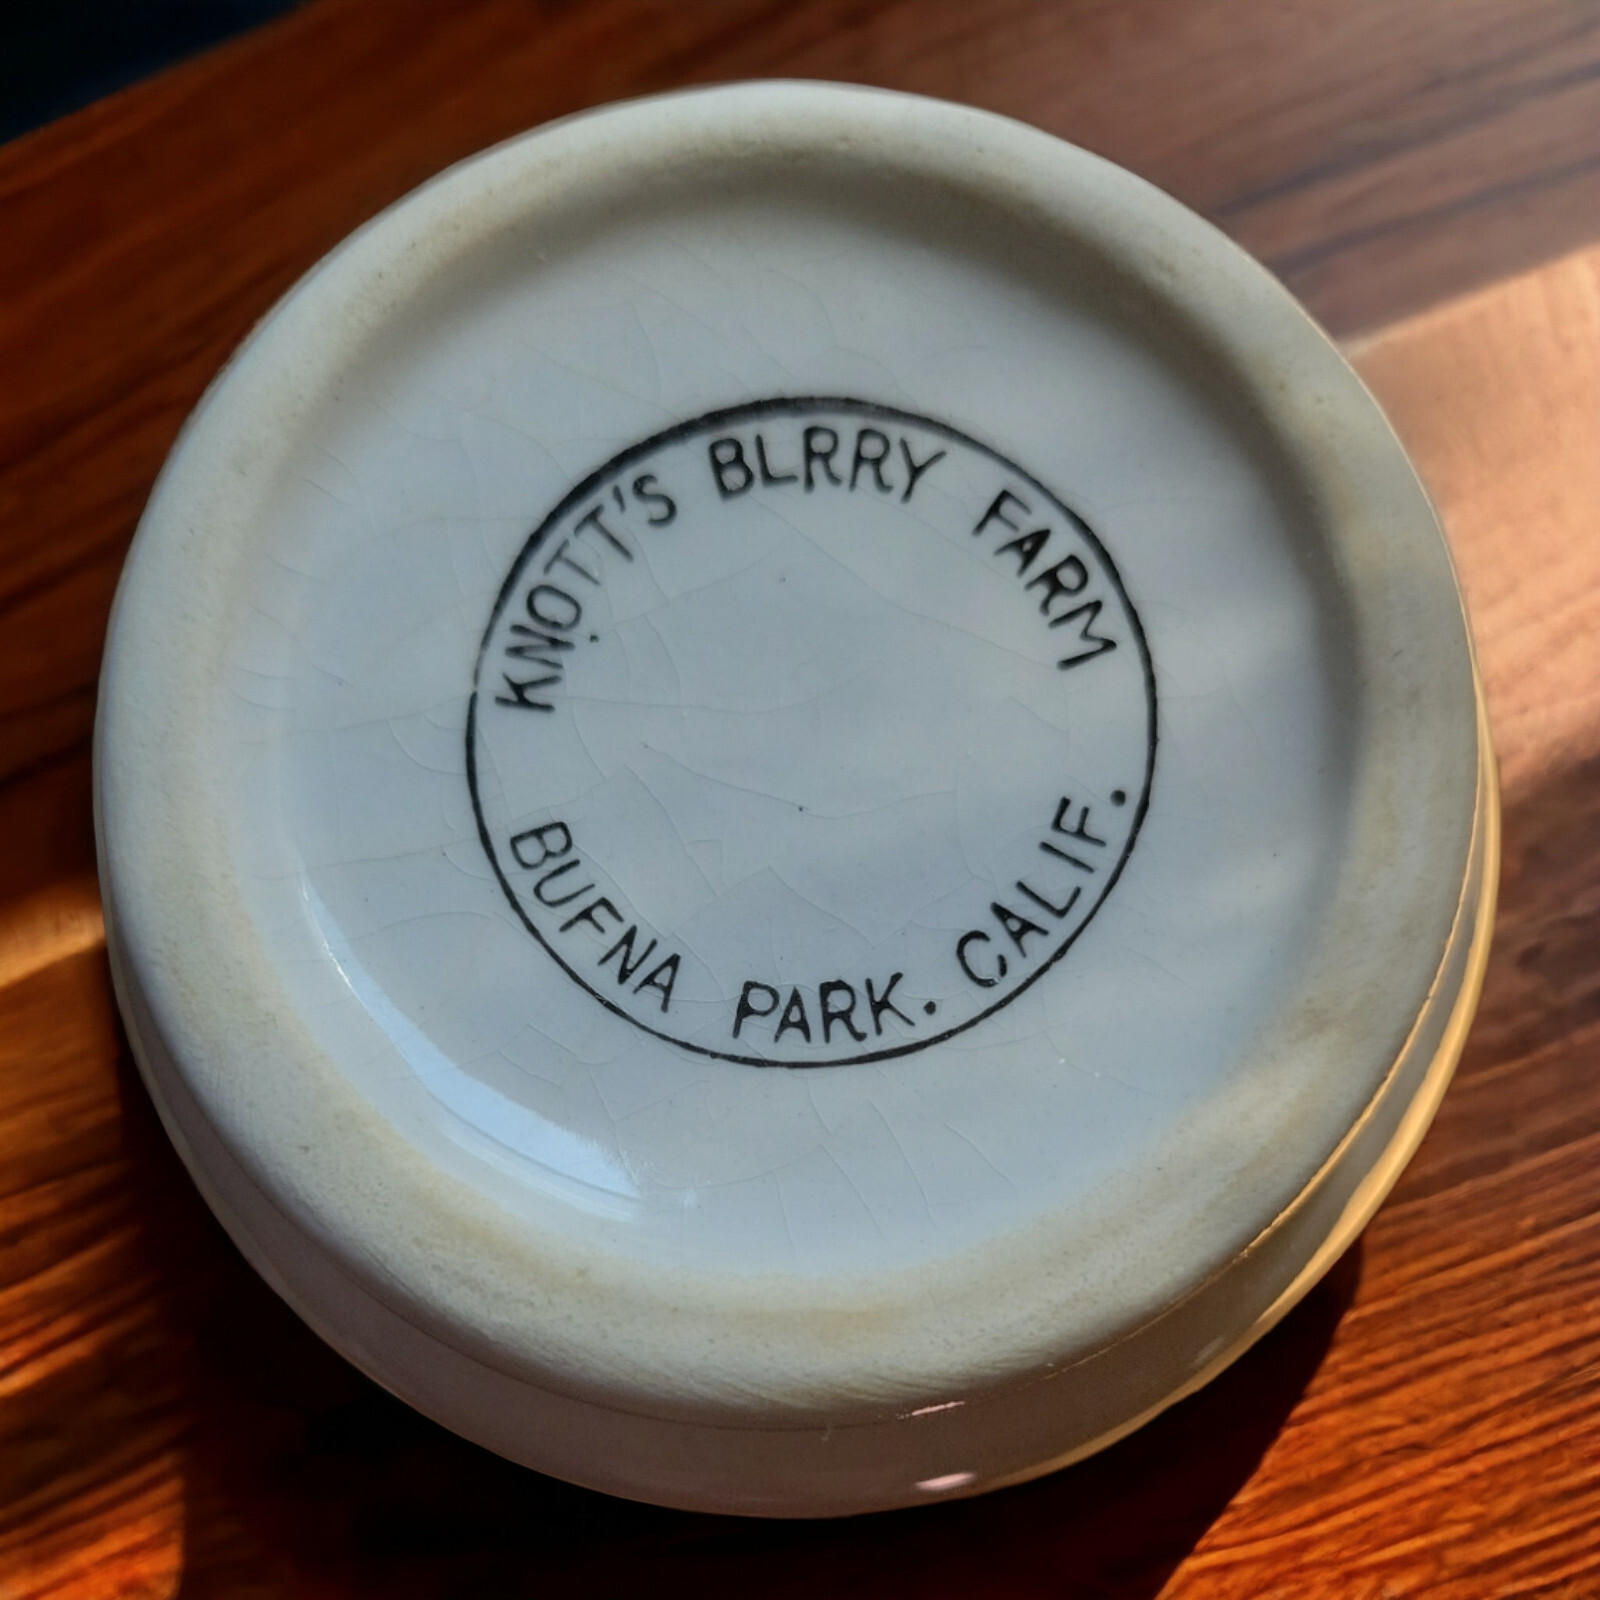 KNOTT'S BLRRY FARM
BUFNA PARK. CALIF.